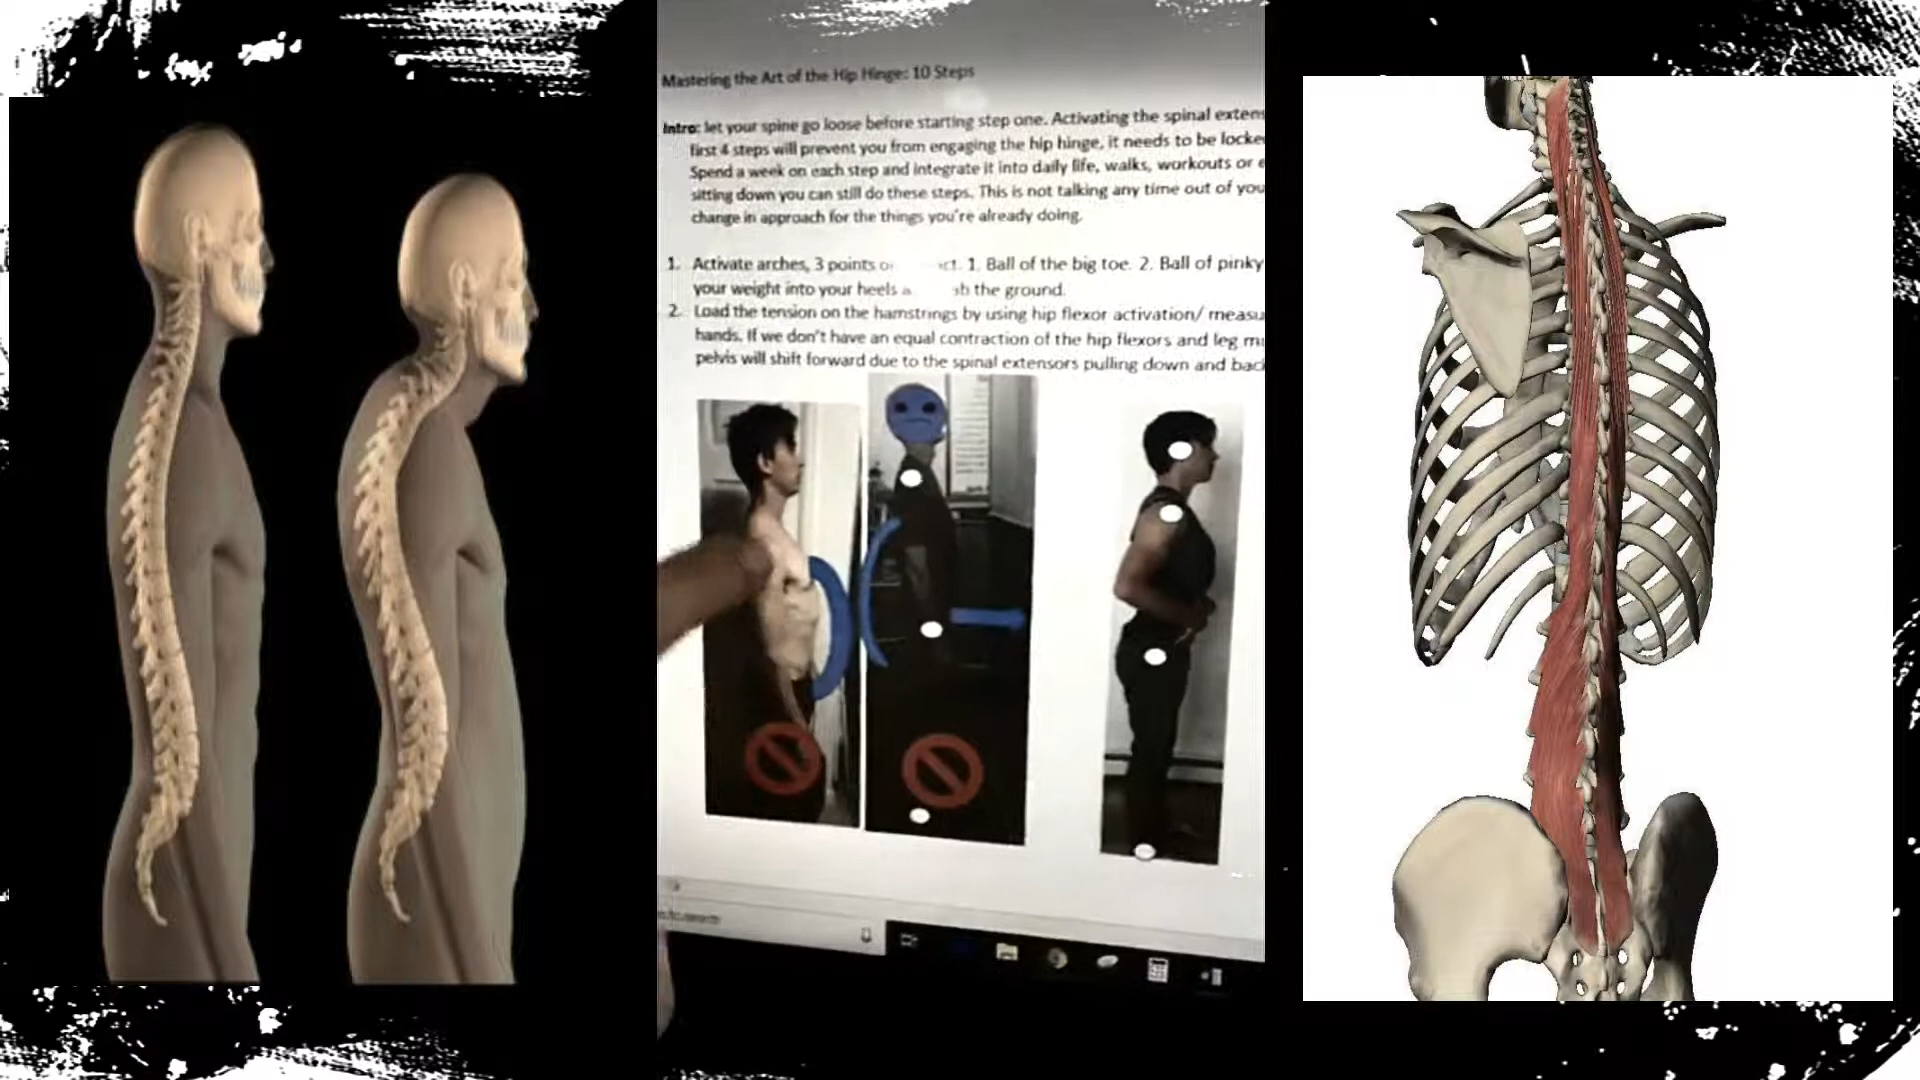 Mastering the Art of the Hip Hinge: 10 Steps
Intro: let your spine go loose before starting step one. Activating the spinal extens
first 4 steps will prevent you from engaging the hip hinge, it needs to be locke
Spend a week on each step and integrate it into daily life, walks, workouts or e
sitting down you can still do these steps. This is not talking any time out of you
change in approach for the things you're already doing.
1. Activate arches, 3 points o ct. 1. Ball of the big toe. 2. Ball of pinky
your weight into your heels a ab the ground.
2. Load the tension on the hamstrings by using hip flexor activation/ measu
hands. If we don't have an equal contraction of the hip flexors and leg mu
pelvis will shift forward due to the spinal extensors pulling down and bac